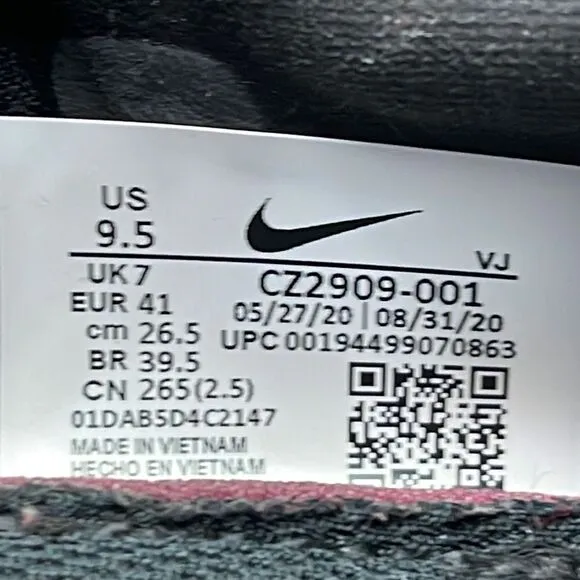 US
9.5
VJ
UK 7
CZ2909-001
EUR 41
05/27/20 | 08/31/20
cm 26.5
UPC 00194499070863
BR 39.5
CN 265(2.5)
01DAB5D4C2147
MADE IN VIETNAM
HECHO EN VIETNAM